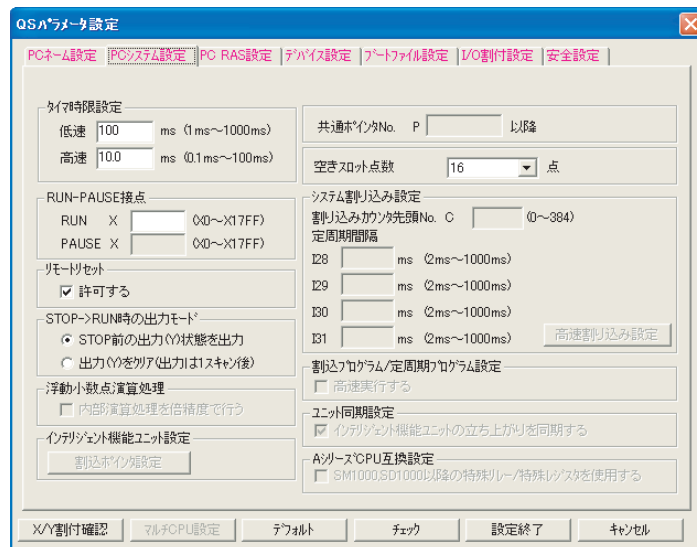 QSパラメータ設定
PCネーム設定 PCシステム設定 PC RAS設定 デバイス設定 ブートファイル設定 I/O割付設定 安全設定
タイマ時限設定
低速 100 ms (1ms～1000ms)
高速 10.0 ms (0.1ms～100ms)
RUN-PAUSE接点
RUN X (X0～X17FF)
PAUSE X (X0～X17FF)
リモートリセット
許可する
STOP->RUN時の出力モード
STOP前の出力(Y)状態を出力
出力(Y)をクリア(出力は1スキャン後)
浮動小数点演算処理
内部演算処理を倍精度で行う
インテリジェント機能ユニット設定
割込ポインタ設定
共通ポインタNo. P 以降
空きスロット点数 16 点
システム割り込み設定
割り込みカウンタ先頭No. C (0～384)
定周期間隔
I28 ms (2ms～1000ms)
I29 ms (2ms～1000ms)
I30 ms (2ms～1000ms)
I31 ms (2ms～1000ms) 高速割り込み設定
割込プログラム/定周期プログラム設定
高速実行する
ユニット同期設定
インテリジェント機能ユニットの立ち上がりを同期する
AシリーズCPU互換設定
SM1000,SD1000以降の特殊リレー/特殊レジスタを使用する
X/Y割付確認 マルチCPU設定 デフォルト チェック 設定終了 キャンセル